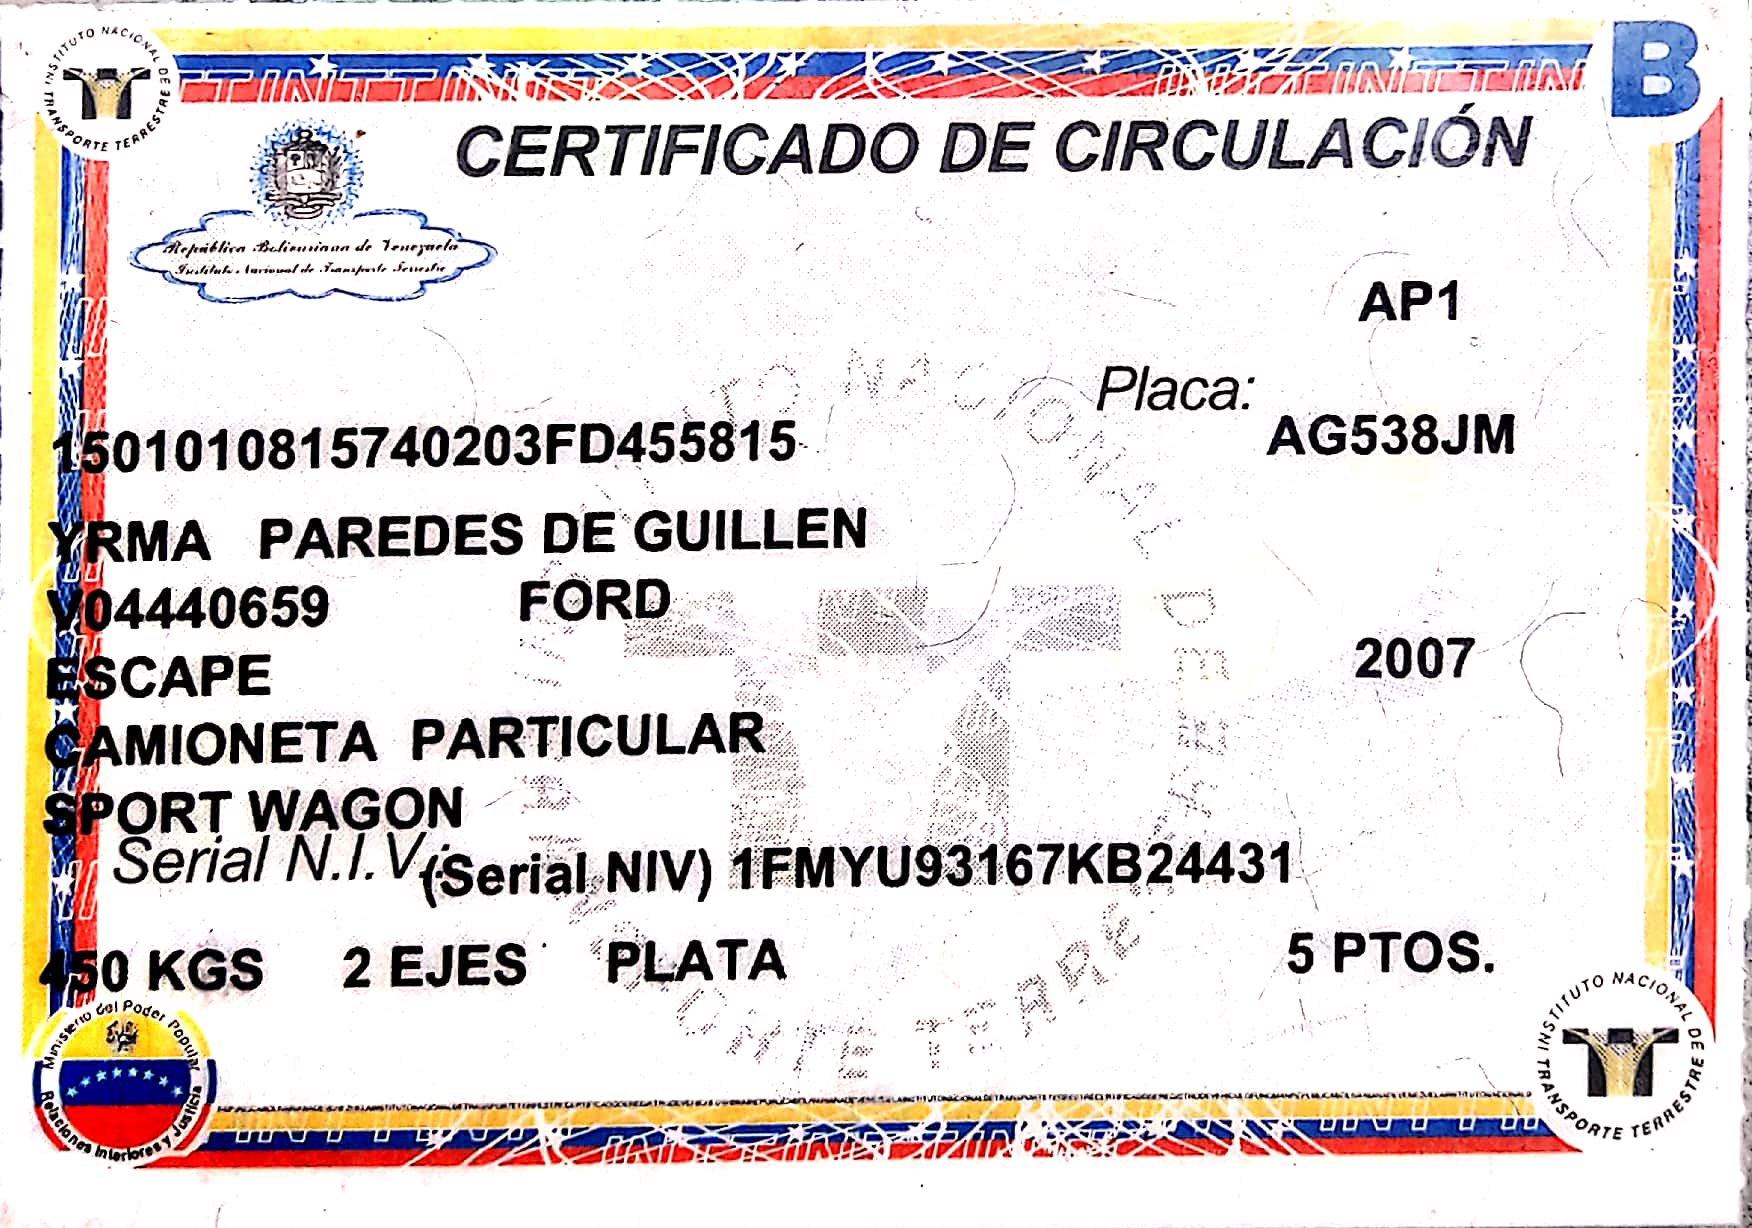 INSTITUTO NACIONAL DE TRANSPORTE TERRESTRE
B
CERTIFICADO DE CIRCULACIÓN
República Bolivariana de Venezuela
Instituto Nacional de Transporte Terrestre
AP1
Placa:
1501010815740203FD455815
AG538JM
YRMA PAREDES DE GUILLEN
V04440659 FORD
ESCAPE 2007
CAMIONETA PARTICULAR
SPORT WAGON
Serial N.I.V.: (Serial NIV) 1FMYU93167KB24431
450 KGS 2 EJES PLATA 5 PTOS.
Ministerio del Poder Popular
Relaciones Interiores y Justicia
INSTITUTO NACIONAL DE TRANSPORTE TERRESTRE